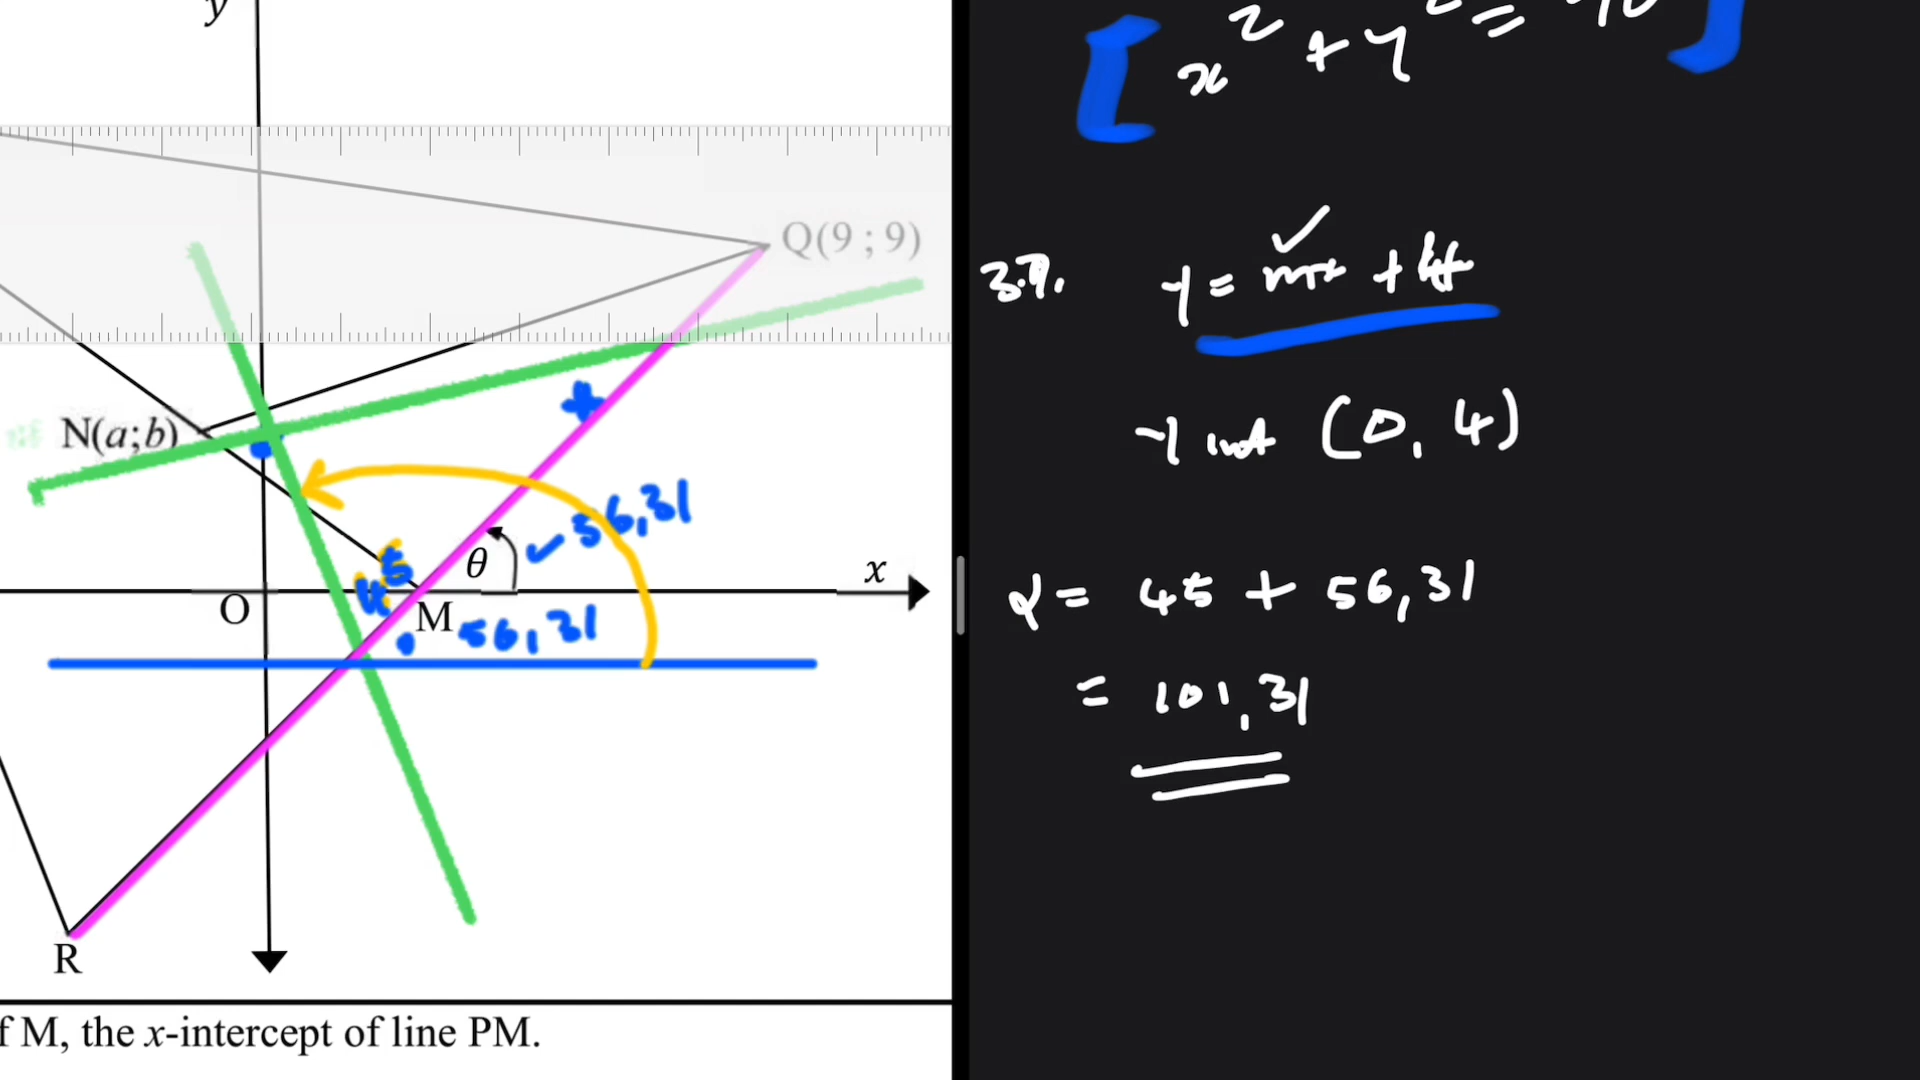 y
Q(9 ; 9)
N(a;b)
56,31
θ
45
x
O
M
56,31
R
f M, the x-intercept of line PM.
x² + y² =
3.7. y = mx + 4
y int (0, 4)
α = 45 + 56,31
= 101,31